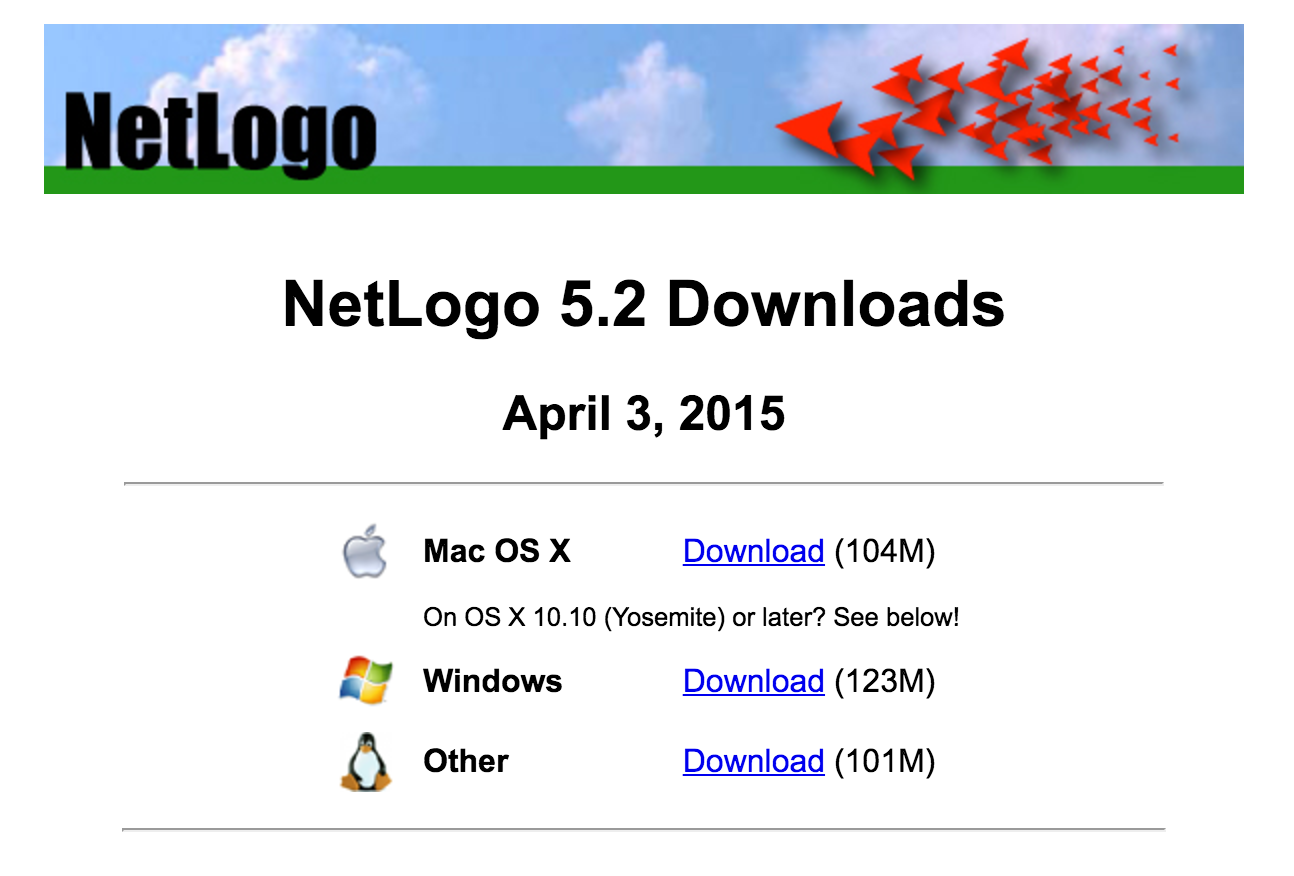 NetLogo
NetLogo 5.2 Downloads
April 3, 2015
Mac OS X Download (104M)
On OS X 10.10 (Yosemite) or later? See below!
Windows Download (123M)
Other Download (101M)